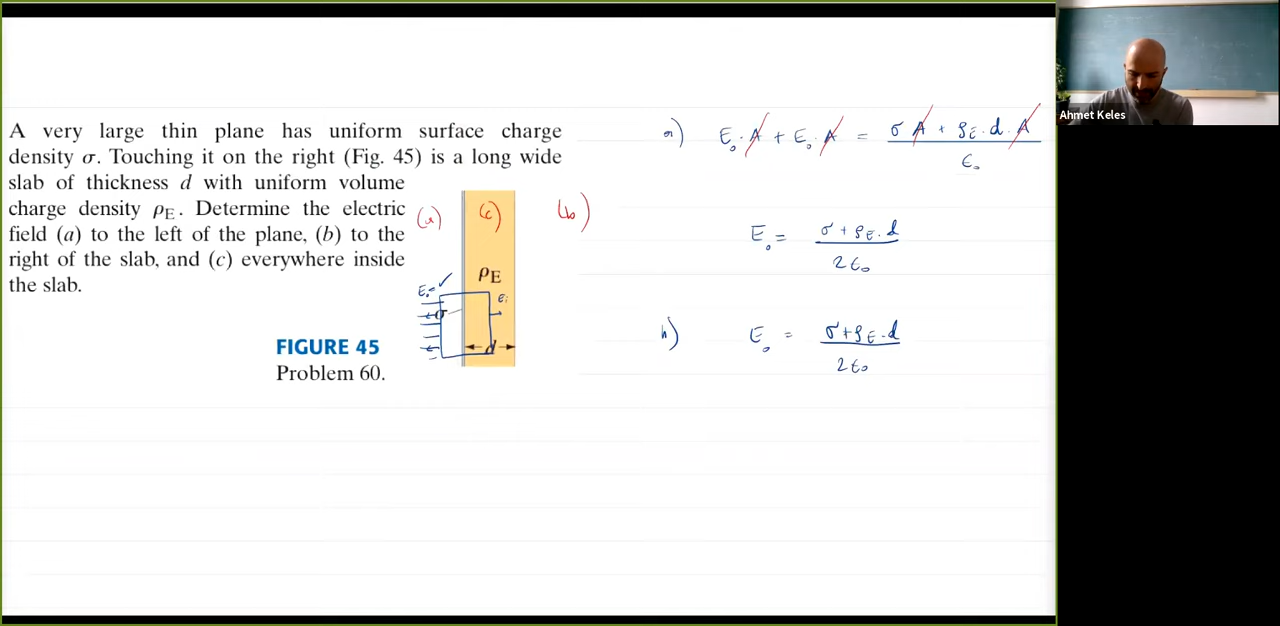 A very large thin plane has uniform surface charge
density σ. Touching it on the right (Fig. 45) is a long wide
slab of thickness d with uniform volume
charge density ρE. Determine the electric
field (a) to the left of the plane, (b) to the
right of the slab, and (c) everywhere inside
the slab.
(a) (c) (b)
ρE
E₀ = ✓
Ei
σ
d
FIGURE 45
Problem 60.
a) E₀·A + E₀·A = σA + ρE·d·A / ε₀
E₀ = σ + ρE·d / 2ε₀
b) E₀ = σ + ρE·d / 2ε₀
Ahmet Keles